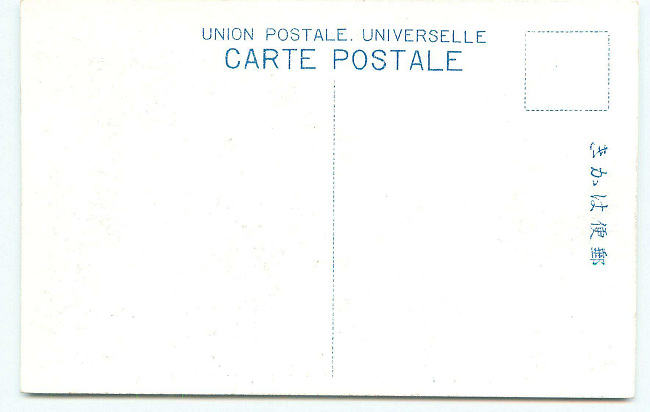 UNION POSTALE. UNIVERSELLE
CARTE POSTALE
郵便はかき